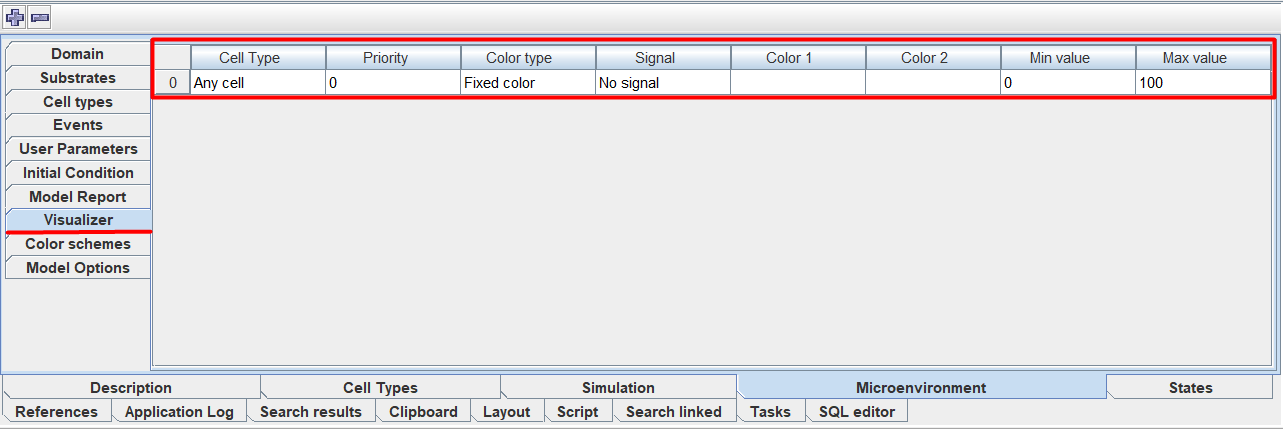 Domain
Substrates
Cell types
Events
User Parameters
Initial Condition
Model Report
Visualizer
Color schemes
Model Options
Cell Type Priority Color type Signal Color 1 Color 2 Min value Max value
0 Any cell 0 Fixed color No signal 0 100
Description Cell Types Simulation Microenvironment States
References Application Log Search results Clipboard Layout Script Search linked Tasks SQL editor